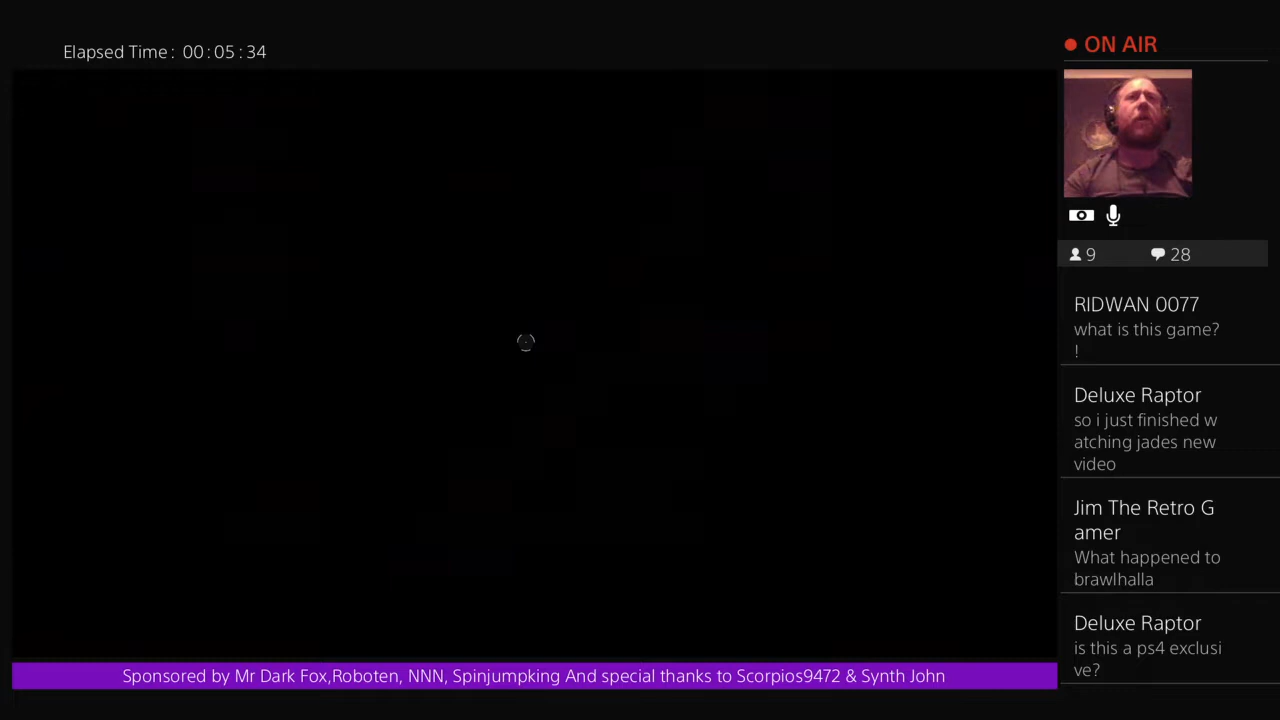 Elapsed Time: 00:05:34
ON AIR
9 28
RIDWAN 0077
what is this game?
!
Deluxe Raptor
so i just finished w
atching jades new
video
Jim The Retro G
amer
What happened to
brawlhalla
Deluxe Raptor
is this a ps4 exclusi
ve?
Sponsored by Mr Dark Fox,Roboten, NNN, Spinjumpking And special thanks to Scorpios9472 & Synth John